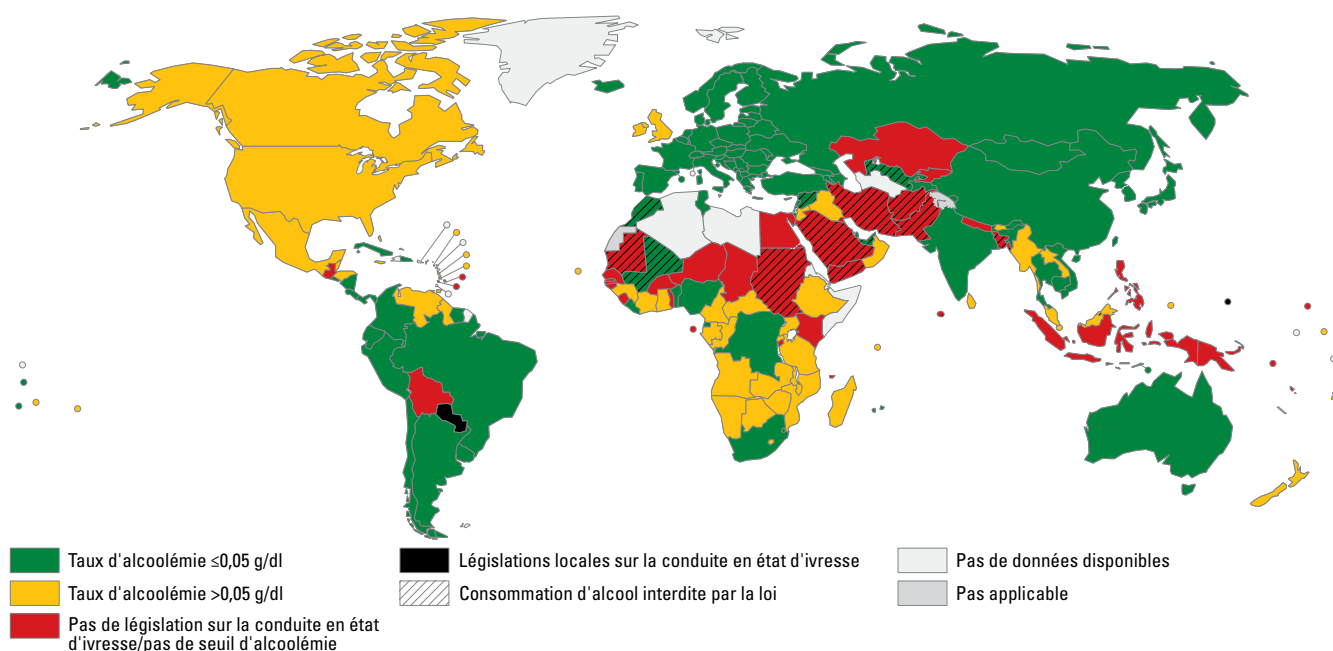 Taux d'alcoolémie ≤0,05 g/dl
Taux d'alcoolémie >0,05 g/dl
Pas de législation sur la conduite en état
d'ivresse/pas de seuil d'alcoolémie
Législations locales sur la conduite en état d'ivresse
Consommation d'alcool interdite par la loi
Pas de données disponibles
Pas applicable